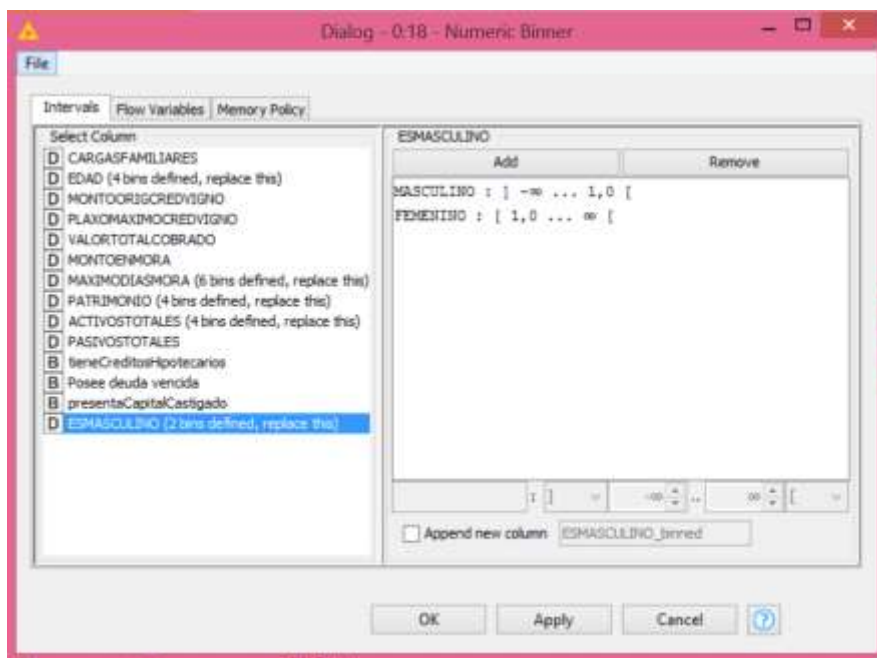 Dialog - 0:18 - Numeric Binner
File
Intervals Flow Variables Memory Policy
Select Column
D CARGASFAMILIARES
D EDAD (4 bins defined, replace this)
D MONTOORIGCREDVIGNO
D PLAXOMAXIMOCREDVIGNO
D VALORTOTALCOBRADO
D MONTOENMORA
D MAXIMODIASMORA (6 bins defined, replace this)
D PATRIMONIO (4 bins defined, replace this)
D ACTIVOSTOTALES (4 bins defined, replace this)
D PASIVOSTOTALES
B tieneCreditosHipotecarios
B Posee deuda vencida
B presentaCapitalCastigado
D ESMASCULINO (2 bins defined, replace this)
ESMASCULINO
Add Remove
MASCULINO : ] -∞ ... 1,0 [
FEMENINO : [ 1,0 ... ∞ [
: ] -∞ .. ∞ [
Append new column ESMASCULINO_binned
OK Apply Cancel ?